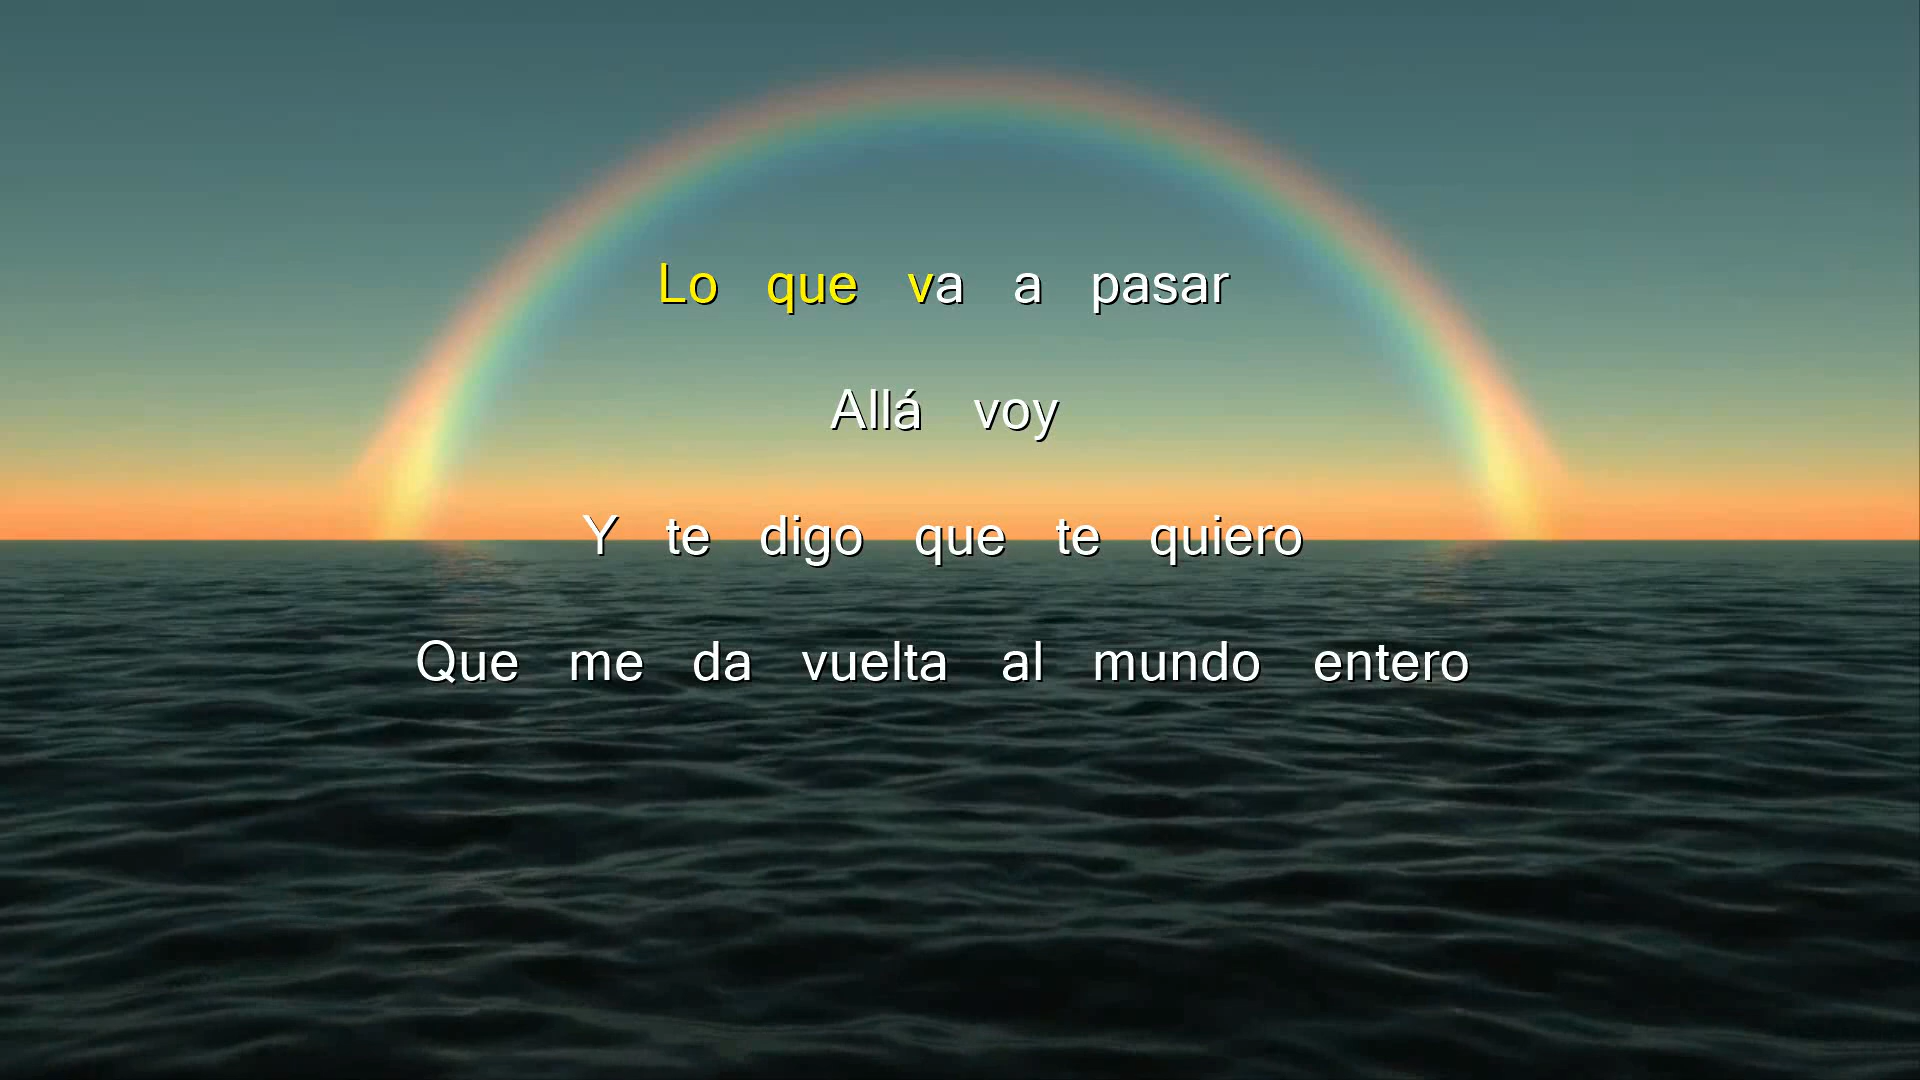 Lo que va a pasar
Allá voy
Y te digo que te quiero
Que me da vuelta al mundo entero